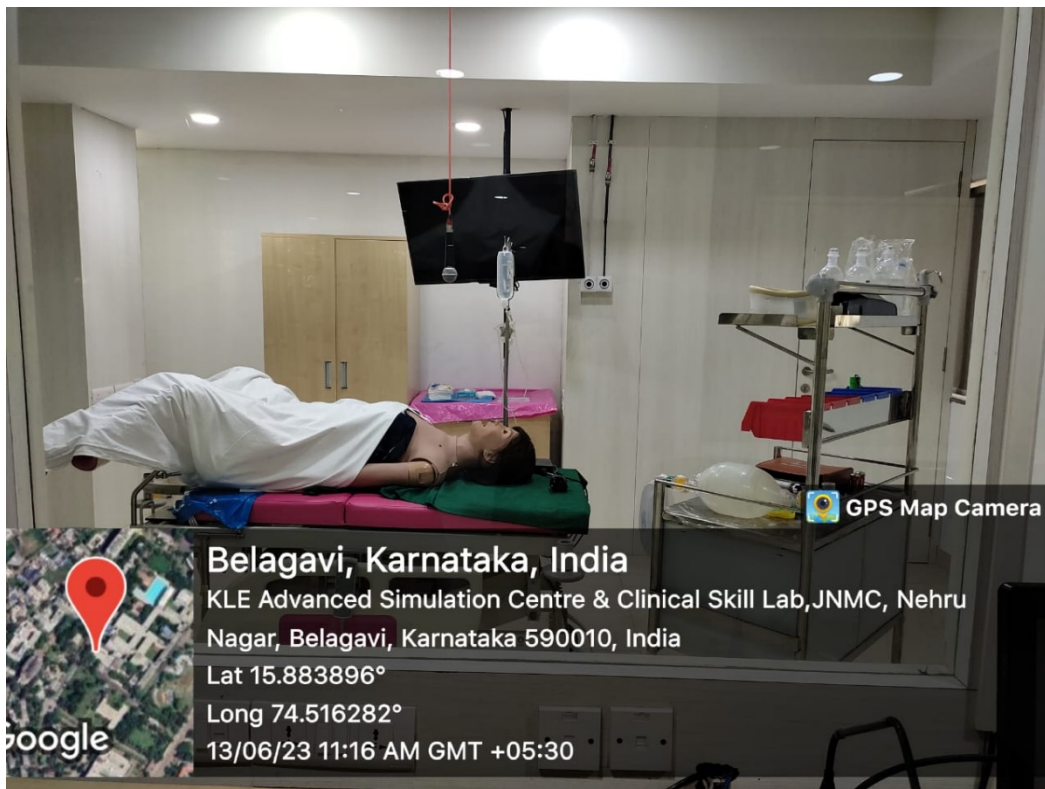 GPS Map Camera
Belagavi, Karnataka, India
KLE Advanced Simulation Centre & Clinical Skill Lab,JNMC, Nehru
Nagar, Belagavi, Karnataka 590010, India
Lat 15.883896°
Long 74.516282°
13/06/23 11:16 AM GMT +05:30
Google